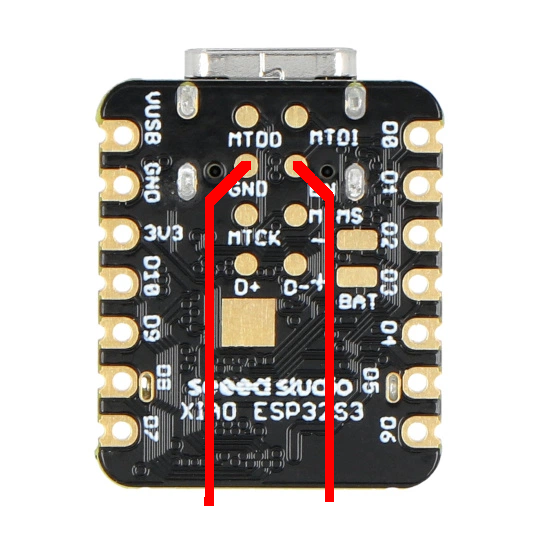 VUSB
GND
3V3
D10
D9
D8
D7
MTDO
MTDI
GND
EN
MTCK
MTMS
-
D+
D-
+
BAT
seeed studio
XIAO ESP32S3
D0
D1
D2
D3
D4
D5
D6